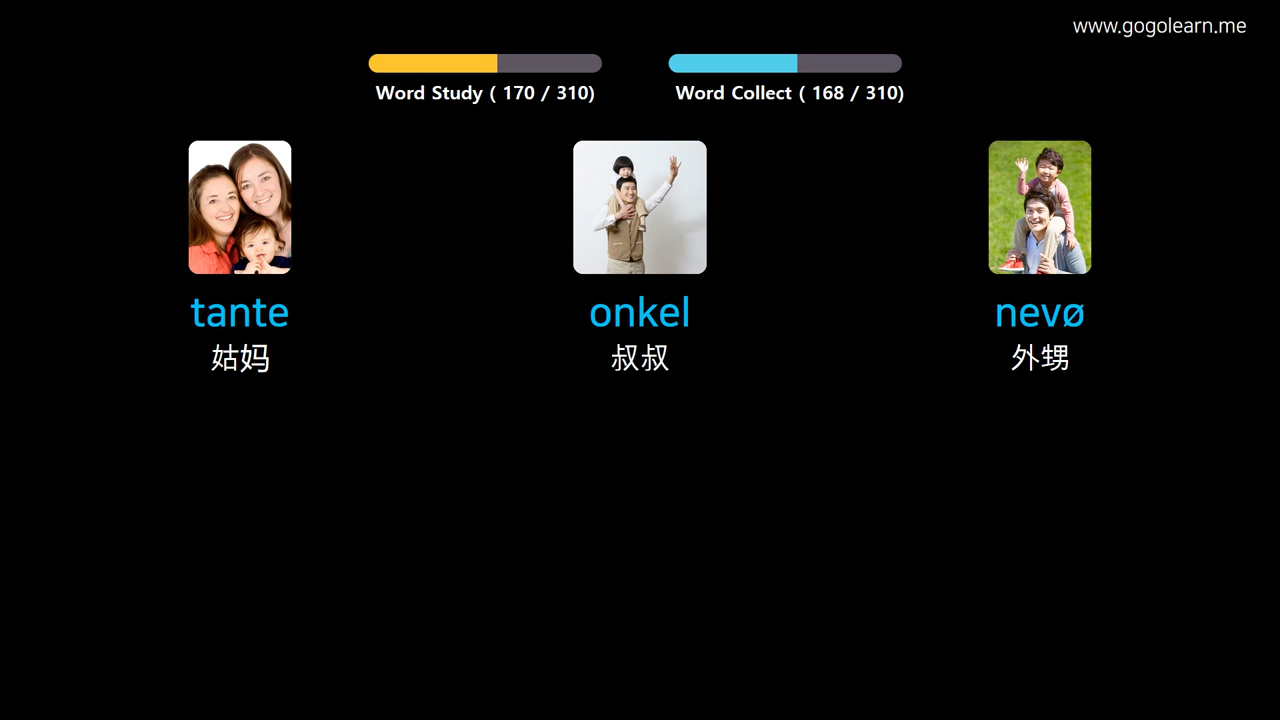 www.gogolearn.me
Word Study ( 170 / 310)
Word Collect ( 168 / 310)
tante
onkel
nevø
姑妈
叔叔
外甥